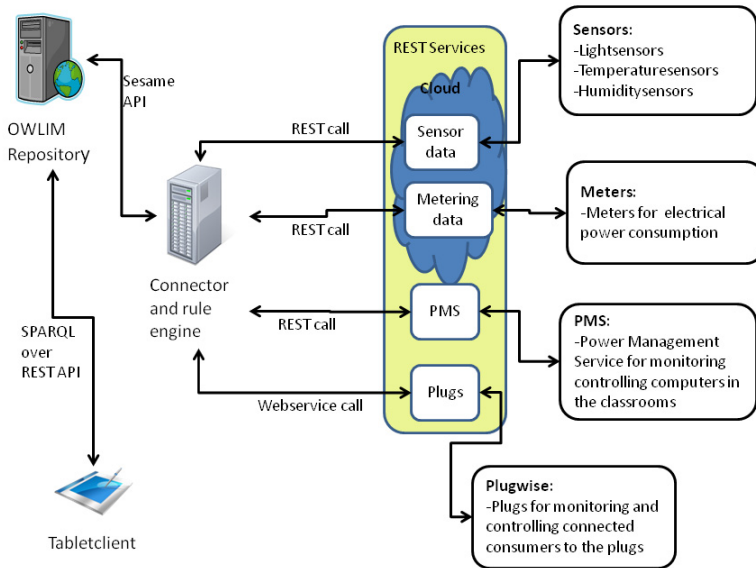 OWLIM
Repository
Sesame
API
SPARQL
over
REST API
Tabletclient
Connector
and rule
engine
REST call
REST call
REST call
Webservice call
REST Services
Cloud
Sensor
data
Metering
data
PMS
Plugs
Sensors:
-Lightsensors
-Temperaturesensors
-Humiditysensors
Meters:
-Meters for electrical
power consumption
PMS:
-Power Management
Service for monitoring
controlling computers in
the classrooms
Plugwise:
-Plugs for monitoring and
controlling connected
consumers to the plugs